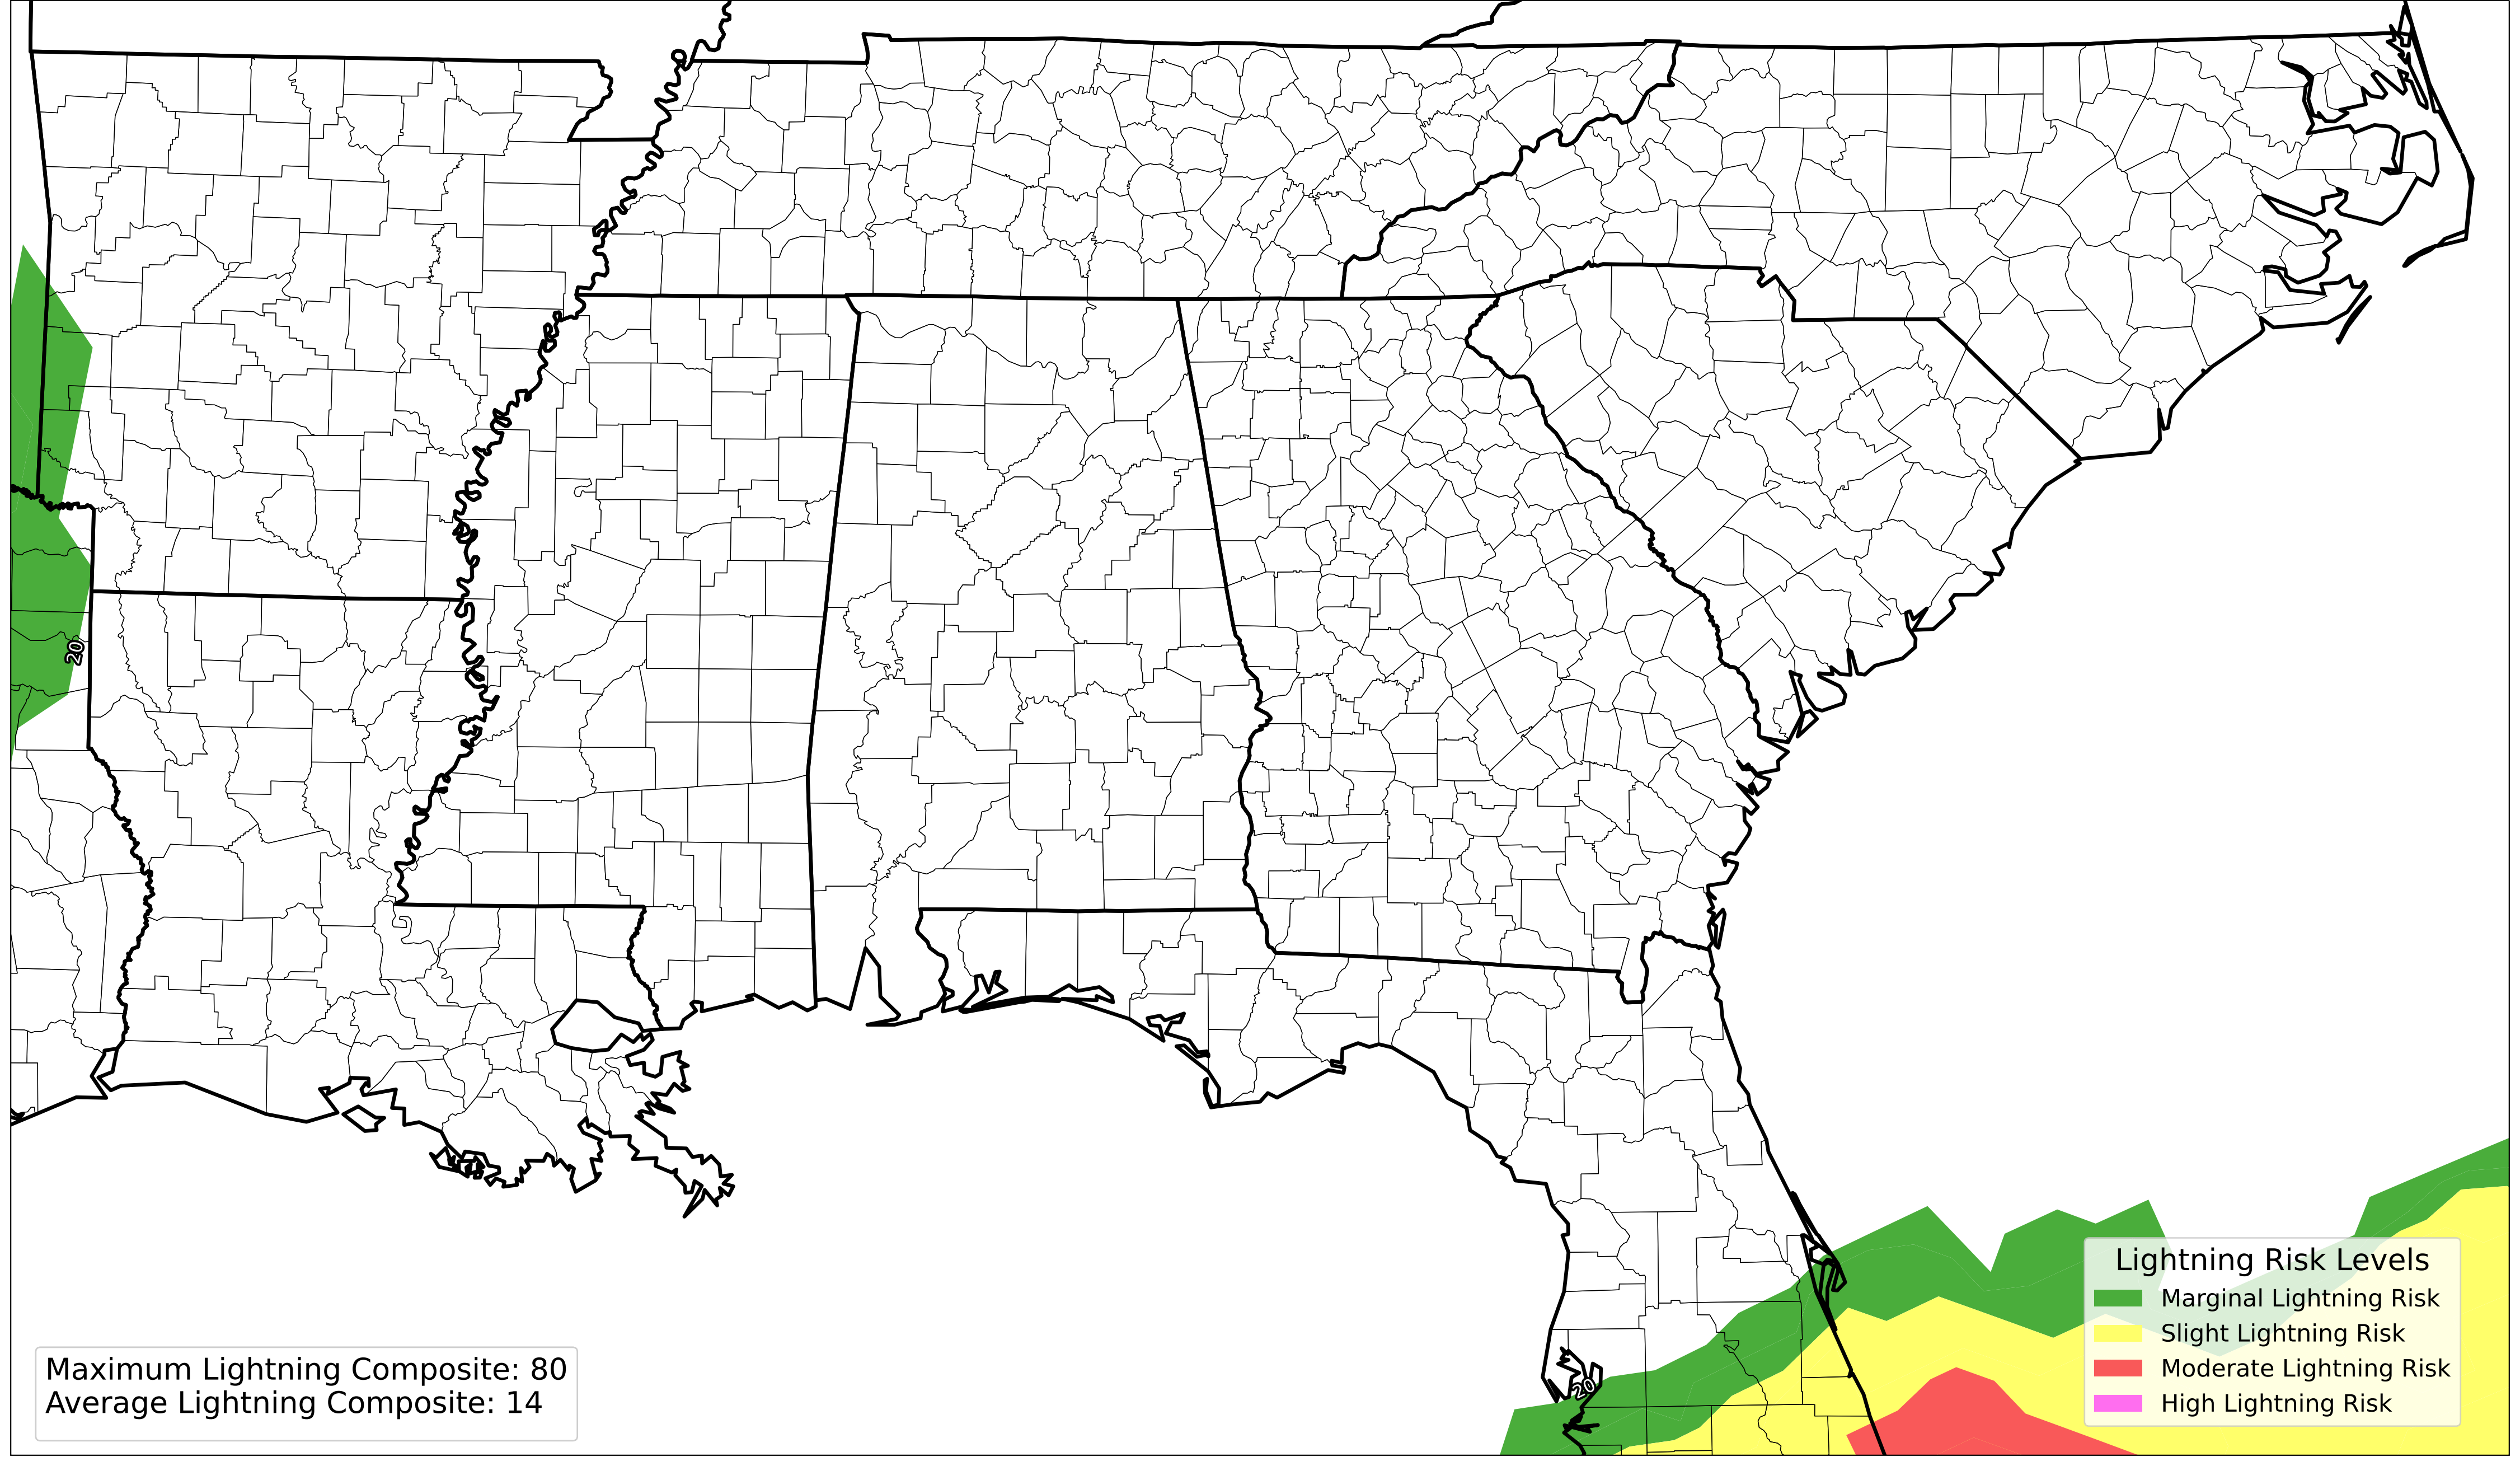 20
Lightning Risk Levels
Marginal Lightning Risk
Slight Lightning Risk
Moderate Lightning Risk
High Lightning Risk
Maximum Lightning Composite: 80
Average Lightning Composite: 14
20